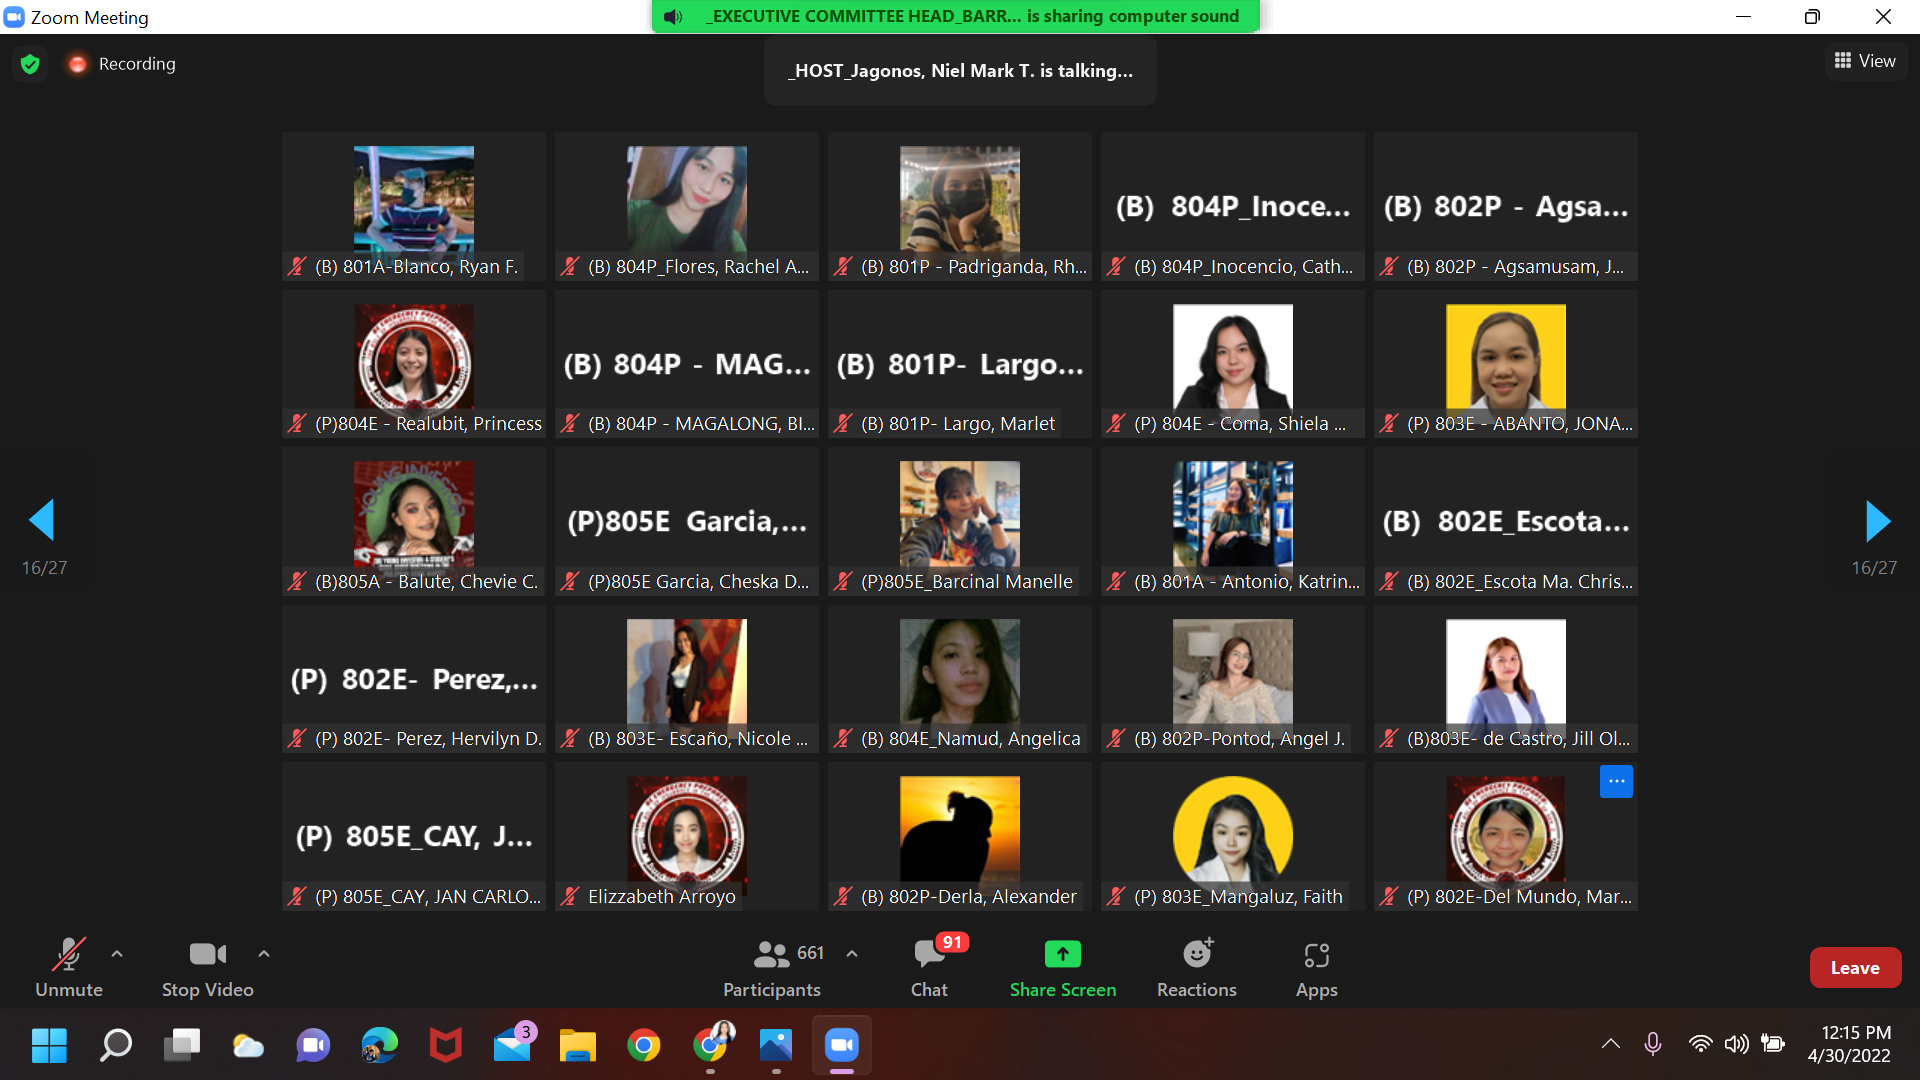 Zoom Meeting
_EXECUTIVE COMMITTEE HEAD_BARR... is sharing computer sound
Recording
_HOST_Jagonos, Niel Mark T. is talking...
View
(B) 804P_Inoce...
(B) 802P - Agsa...
(B) 801A-Blanco, Ryan F.
(B) 804P_Flores, Rachel A...
(B) 801P - Padriganda, Rh...
(B) 804P_Inocencio, Cath...
(B) 802P - Agsamusam, J...
(B) 804P - MAG...
(B) 801P- Largo...
(P)804E - Realubit, Princess
(B) 804P - MAGALONG, BI...
(B) 801P- Largo, Marlet
(P) 804E - Coma, Shiela ...
(P) 803E - ABANTO, JONA...
(P)805E Garcia,...
(B) 802E_Escota...
16/27
16/27
(B)805A - Balute, Chevie C.
(P)805E Garcia, Cheska D...
(P)805E_Barcinal Manelle
(B) 801A - Antonio, Katrin...
(B) 802E_Escota Ma. Chris...
(P) 802E- Perez,...
(P) 802E- Perez, Hervilyn D.
(B) 803E- Escaño, Nicole ...
(B) 804E_Namud, Angelica
(B) 802P-Pontod, Angel J.
(B)803E- de Castro, Jill Ol...
(P) 805E_CAY, J...
(P) 805E_CAY, JAN CARLO...
Elizzabeth Arroyo
(B) 802P-Derla, Alexander
(P) 803E_Mangaluz, Faith
(P) 802E-Del Mundo, Mar...
Unmute
Stop Video
661
Participants
91
Chat
Share Screen
Reactions
Apps
Leave
3
12:15 PM
4/30/2022